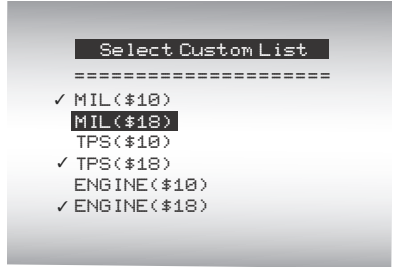 Select Custom List
=====================
✓ MIL($10)
MIL($18)
TPS($10)
✓ TPS($18)
ENGINE($10)
✓ ENGINE($18)